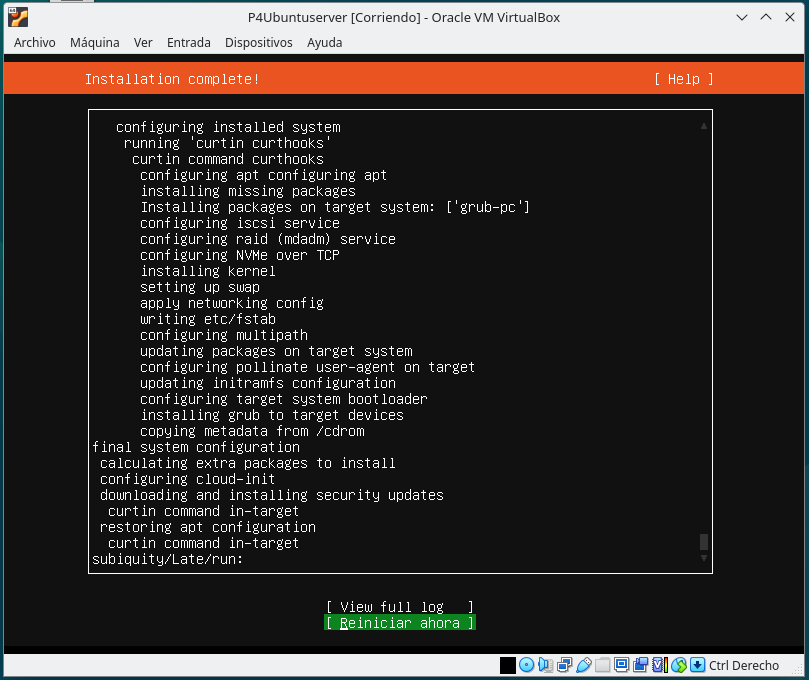 P4Ubuntuserver [Corriendo] - Oracle VM VirtualBox
Archivo Máquina Ver Entrada Dispositivos Ayuda
Installation complete! [ Help ]
configuring installed system
running 'curtin curthooks'
curtin command curthooks
configuring apt configuring apt
installing missing packages
Installing packages on target system: ['grub-pc']
configuring iscsi service
configuring raid (mdadm) service
configuring NVMe over TCP
installing kernel
setting up swap
apply networking config
writing etc/fstab
configuring multipath
updating packages on target system
configuring pollinate user-agent on target
updating initramfs configuration
configuring target system bootloader
installing grub to target devices
copying metadata from /cdrom
final system configuration
calculating extra packages to install
configuring cloud-init
downloading and installing security updates
curtin command in-target
restoring apt configuration
curtin command in-target
subiquity/Late/run:
[ View full log ]
[ Reiniciar ahora ]
Ctrl Derecho